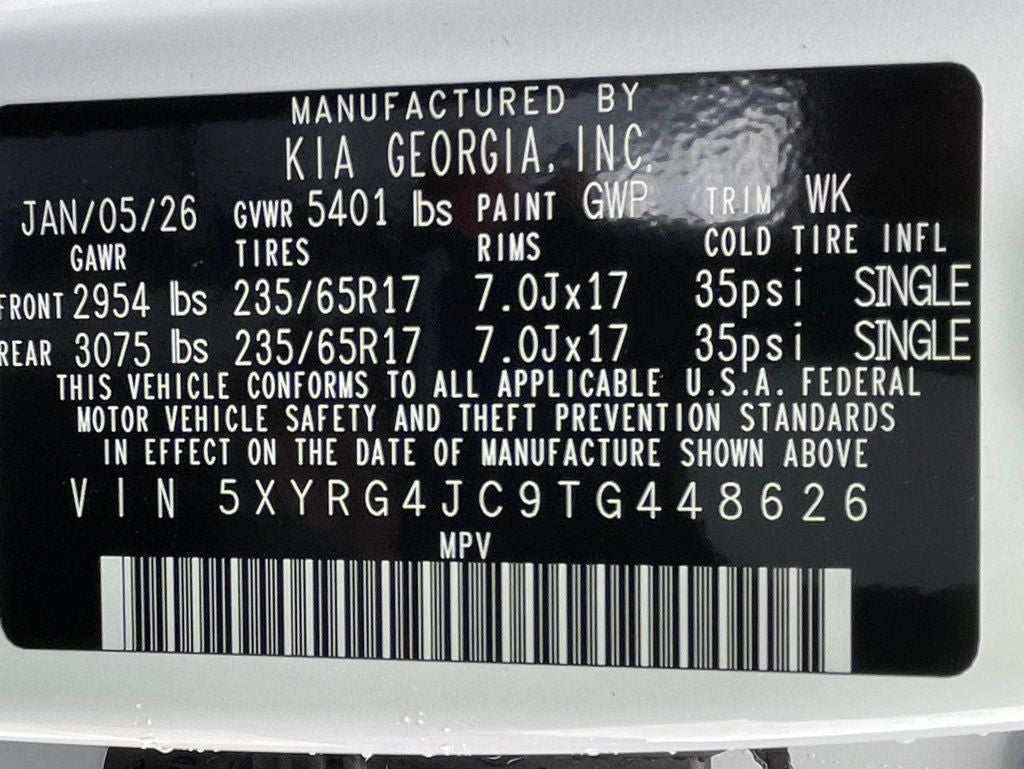 MANUFACTURED BY
KIA GEORGIA, INC.
JAN/05/26 GVWR 5401 lbs PAINT GWP TRIM WK
GAWR TIRES RIMS COLD TIRE INFL
FRONT 2954 lbs 235/65R17 7.0Jx17 35psi SINGLE
REAR 3075 lbs 235/65R17 7.0Jx17 35psi SINGLE
THIS VEHICLE CONFORMS TO ALL APPLICABLE U.S.A. FEDERAL
MOTOR VEHICLE SAFETY AND THEFT PREVENTION STANDARDS
IN EFFECT ON THE DATE OF MANUFACTURE SHOWN ABOVE
VIN 5XYRG4JC9TG448626
MPV